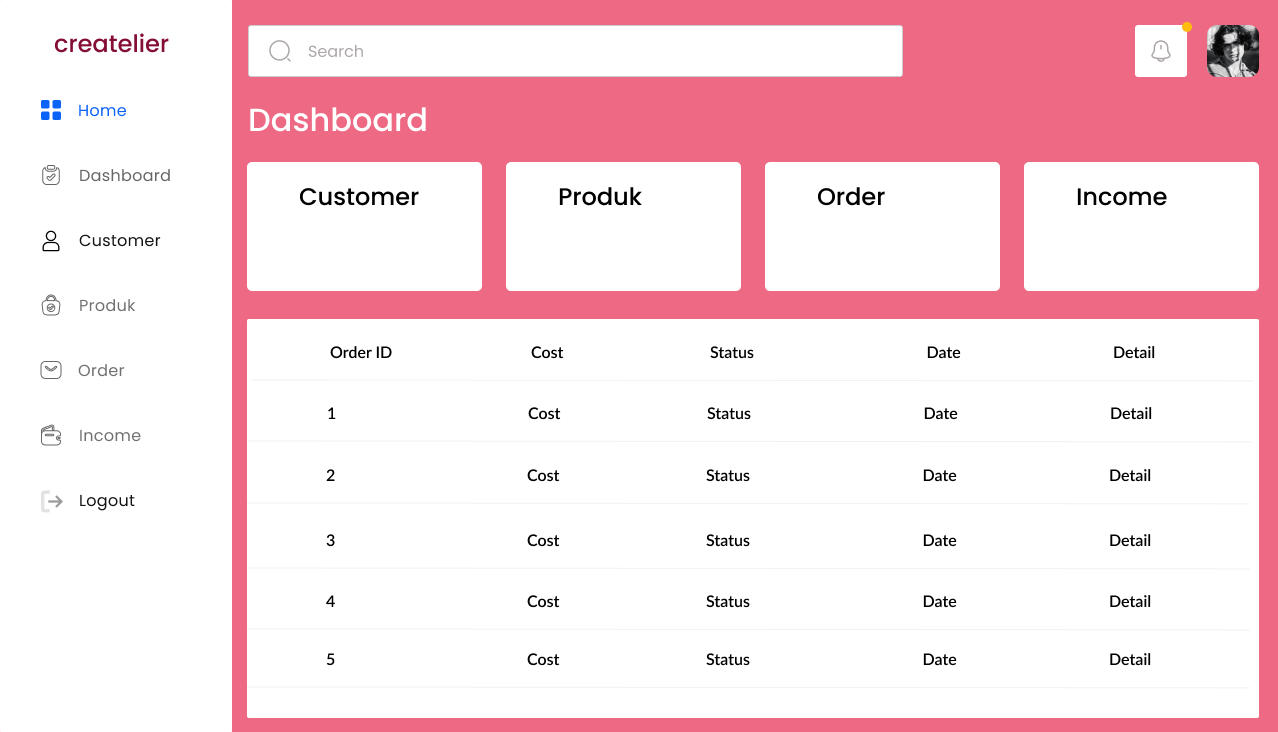 createlier
Home
Dashboard
Customer
Produk
Order
Income
Logout
Search
Dashboard
Customer Produk Order Income
Order ID Cost Status Date Detail
1 Cost Status Date Detail
2 Cost Status Date Detail
3 Cost Status Date Detail
4 Cost Status Date Detail
5 Cost Status Date Detail